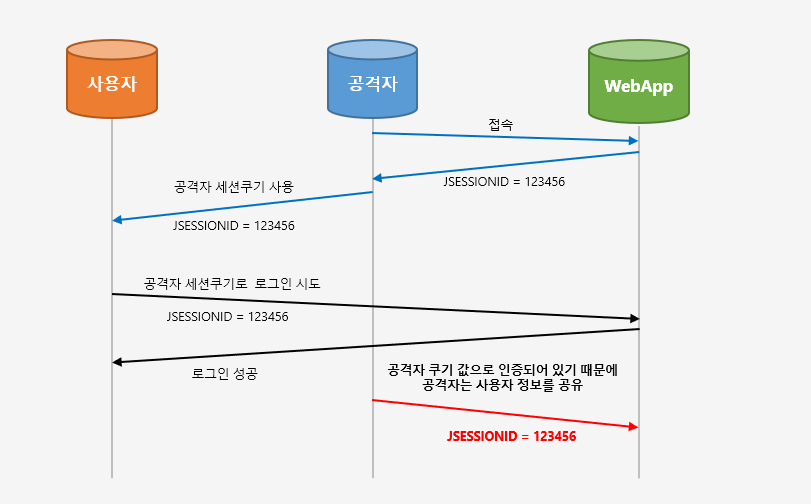 사용자
공격자
WebApp
접속
JSESSIONID = 123456
공격자 세션쿠기 사용
JSESSIONID = 123456
공격자 세션쿠기로 로그인 시도
JSESSIONID = 123456
로그인 성공
공격자 쿠기 값으로 인증되어 있기 때문에
공격자는 사용자 정보를 공유
JSESSIONID = 123456